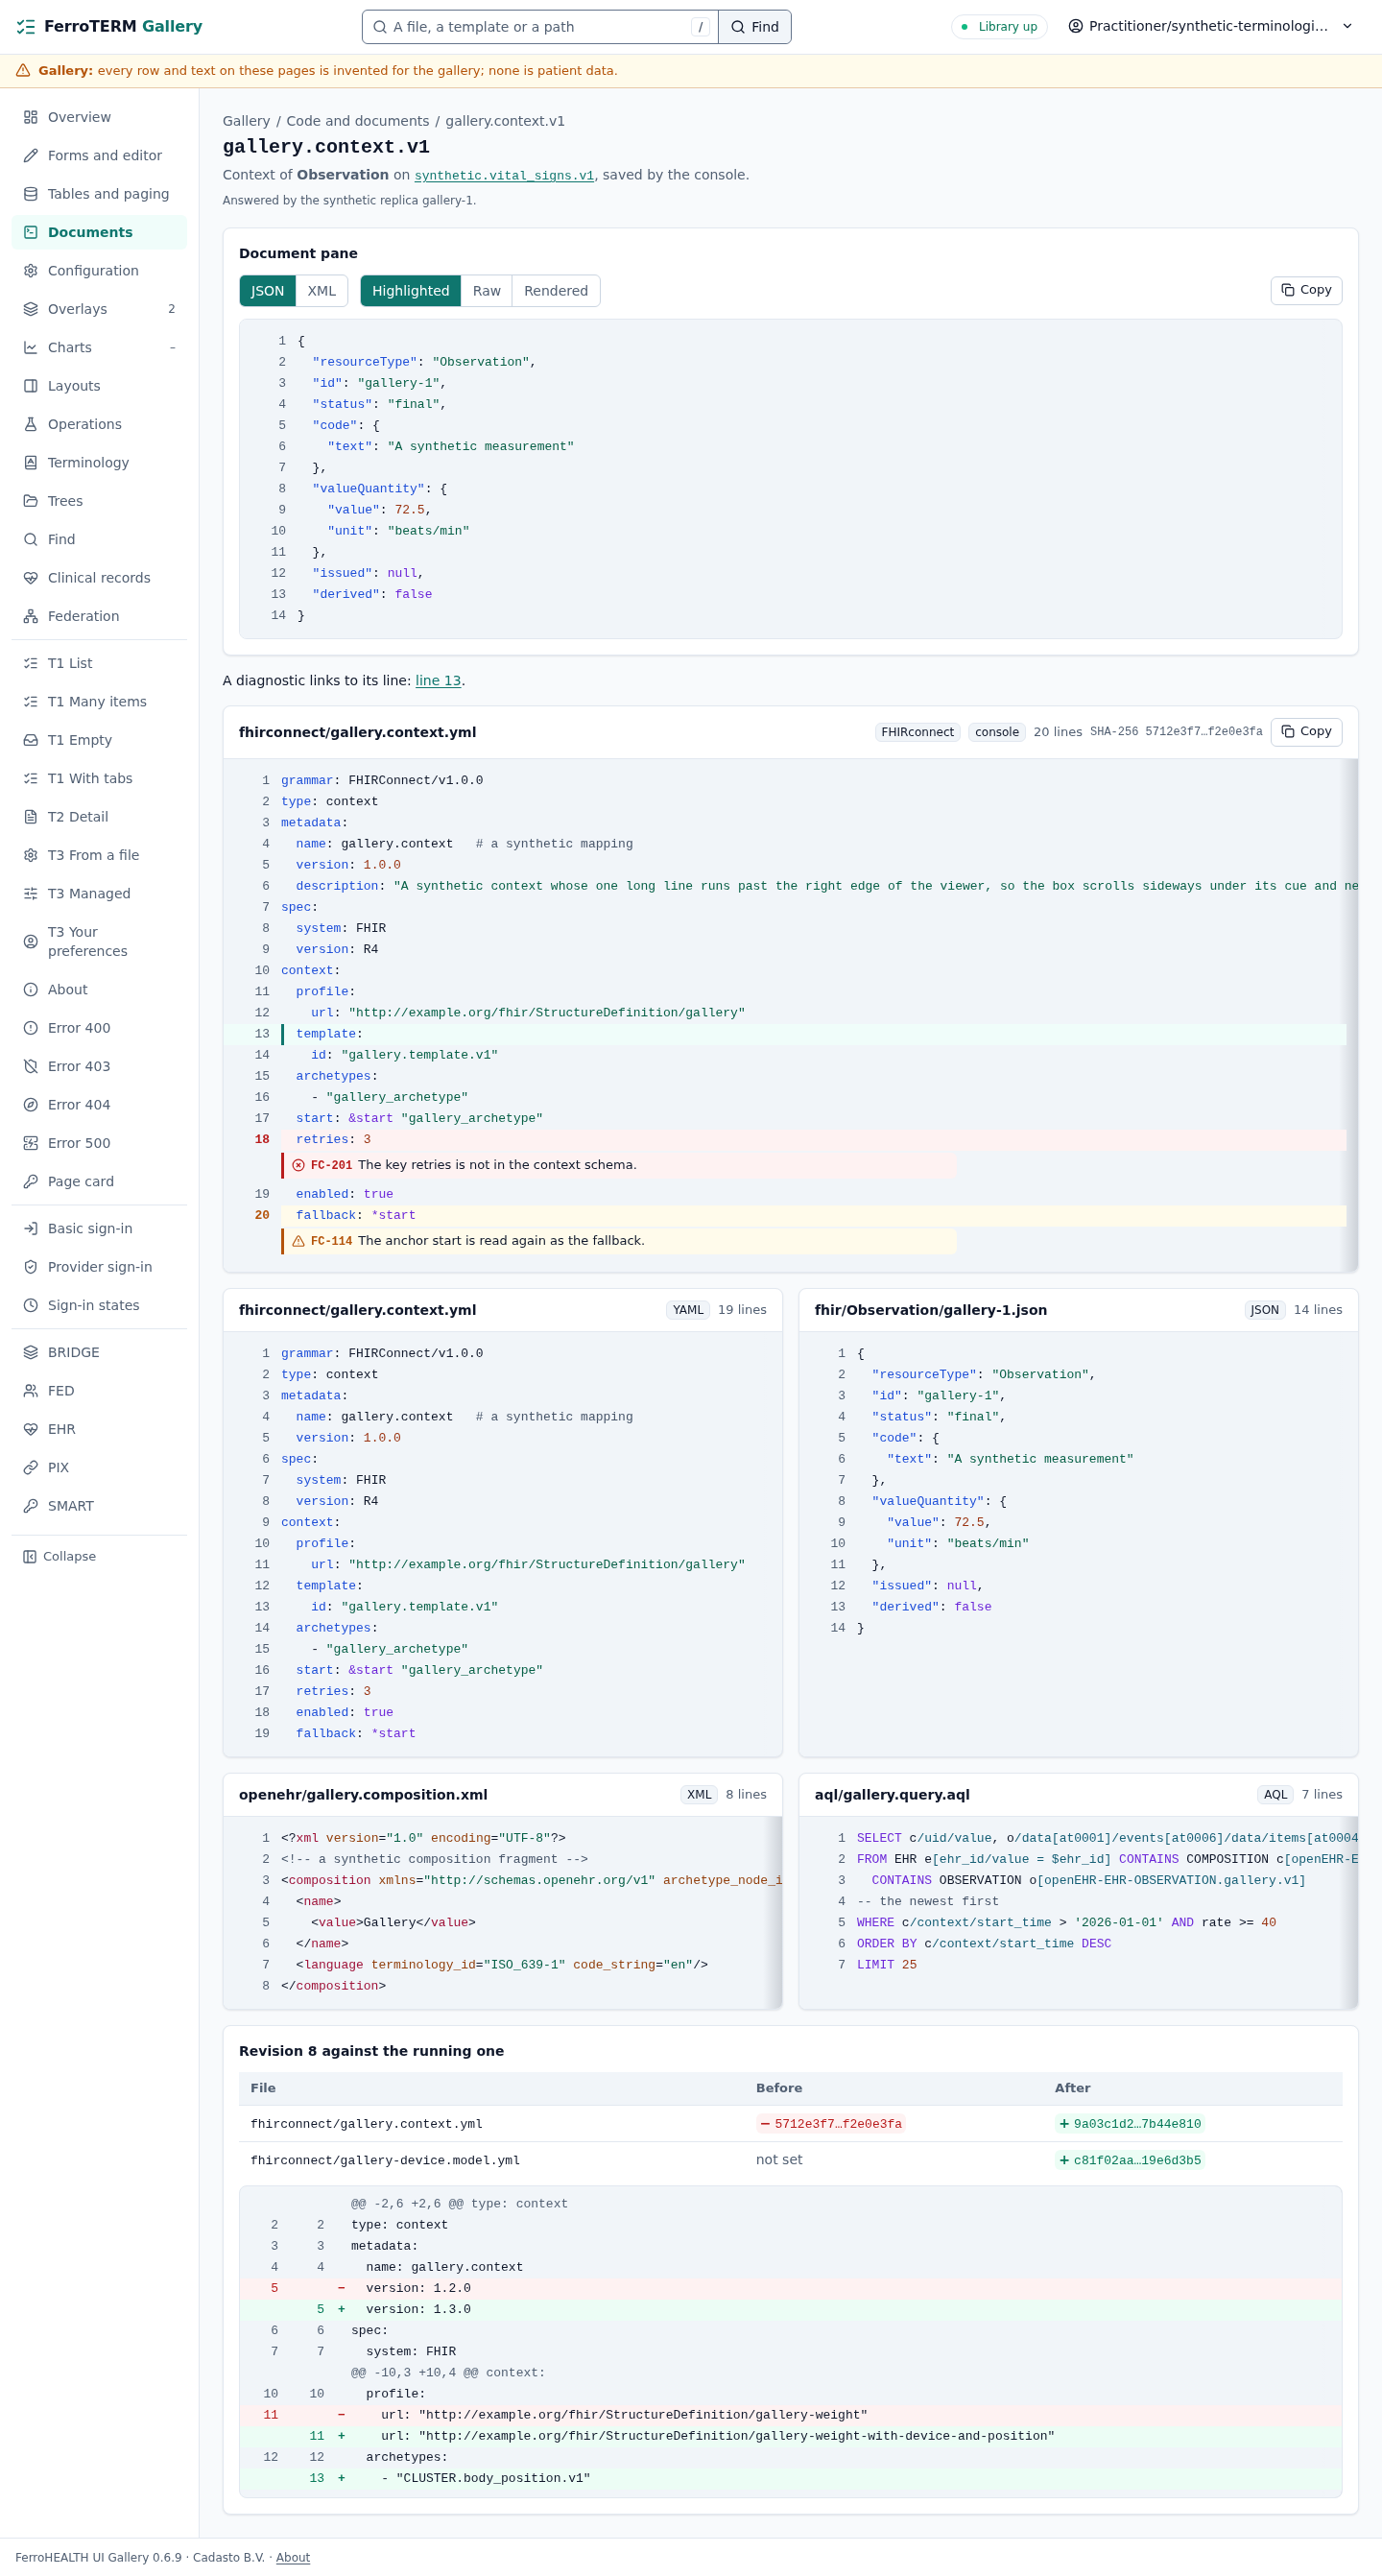 FerroTERM Gallery
A file, a template or a path
/
Find
Library up
Practitioner/synthetic-terminologi…
Gallery: every row and text on these pages is invented for the gallery; none is patient data.
Overview
Forms and editor
Tables and paging
Documents
Configuration
Overlays 2
Charts –
Layouts
Operations
Terminology
Trees
Find
Clinical records
Federation
T1 List
T1 Many items
T1 Empty
T1 With tabs
T2 Detail
T3 From a file
T3 Managed
T3 Your
preferences
About
Error 400
Error 403
Error 404
Error 500
Page card
Basic sign-in
Provider sign-in
Sign-in states
BRIDGE
FED
EHR
PIX
SMART
Collapse
Gallery / Code and documents / gallery.context.v1
gallery.context.v1
Context of Observation on synthetic.vital_signs.v1, saved by the console.
Answered by the synthetic replica gallery-1.
Document pane
JSON XML Highlighted Raw Rendered Copy
1 {
2 "resourceType": "Observation",
3 "id": "gallery-1",
4 "status": "final",
5 "code": {
6 "text": "A synthetic measurement"
7 },
8 "valueQuantity": {
9 "value": 72.5,
10 "unit": "beats/min"
11 },
12 "issued": null,
13 "derived": false
14 }
A diagnostic links to its line: line 13.
fhirconnect/gallery.context.yml FHIRconnect console 20 lines SHA-256 5712e3f7…f2e0e3fa Copy
1 grammar: FHIRConnect/v1.0.0
2 type: context
3 metadata:
4 name: gallery.context # a synthetic mapping
5 version: 1.0.0
6 description: "A synthetic context whose one long line runs past the right edge of the viewer, so the box scrolls sideways under its cue and ne
7 spec:
8 system: FHIR
9 version: R4
10 context:
11 profile:
12 url: "http://example.org/fhir/StructureDefinition/gallery"
13 template:
14 id: "gallery.template.v1"
15 archetypes:
16 - "gallery_archetype"
17 start: &start "gallery_archetype"
18 retries: 3
FC-201 The key retries is not in the context schema.
19 enabled: true
20 fallback: *start
FC-114 The anchor start is read again as the fallback.
fhirconnect/gallery.context.yml YAML 19 lines
1 grammar: FHIRConnect/v1.0.0
2 type: context
3 metadata:
4 name: gallery.context # a synthetic mapping
5 version: 1.0.0
6 spec:
7 system: FHIR
8 version: R4
9 context:
10 profile:
11 url: "http://example.org/fhir/StructureDefinition/gallery"
12 template:
13 id: "gallery.template.v1"
14 archetypes:
15 - "gallery_archetype"
16 start: &start "gallery_archetype"
17 retries: 3
18 enabled: true
19 fallback: *start
fhir/Observation/gallery-1.json JSON 14 lines
1 {
2 "resourceType": "Observation",
3 "id": "gallery-1",
4 "status": "final",
5 "code": {
6 "text": "A synthetic measurement"
7 },
8 "valueQuantity": {
9 "value": 72.5,
10 "unit": "beats/min"
11 },
12 "issued": null,
13 "derived": false
14 }
openehr/gallery.composition.xml XML 8 lines
1 <?xml version="1.0" encoding="UTF-8"?>
2 <!-- a synthetic composition fragment -->
3 <composition xmlns="http://schemas.openehr.org/v1" archetype_node_i
4 <name>
5 <value>Gallery</value>
6 </name>
7 <language terminology_id="ISO_639-1" code_string="en"/>
8 </composition>
aql/gallery.query.aql AQL 7 lines
1 SELECT c/uid/value, o/data[at0001]/events[at0006]/data/items[at0004
2 FROM EHR e[ehr_id/value = $ehr_id] CONTAINS COMPOSITION c[openEHR-E
3 CONTAINS OBSERVATION o[openEHR-EHR-OBSERVATION.gallery.v1]
4 -- the newest first
5 WHERE c/context/start_time > '2026-01-01' AND rate >= 40
6 ORDER BY c/context/start_time DESC
7 LIMIT 25
Revision 8 against the running one
File Before After
fhirconnect/gallery.context.yml − 5712e3f7…f2e0e3fa + 9a03c1d2…7b44e810
fhirconnect/gallery-device.model.yml not set + c81f02aa…19e6d3b5
@@ -2,6 +2,6 @@ type: context
2 2 type: context
3 3 metadata:
4 4 name: gallery.context
5 − version: 1.2.0
5 + version: 1.3.0
6 6 spec:
7 7 system: FHIR
@@ -10,3 +10,4 @@ context:
10 10 profile:
11 − url: "http://example.org/fhir/StructureDefinition/gallery-weight"
11 + url: "http://example.org/fhir/StructureDefinition/gallery-weight-with-device-and-position"
12 12 archetypes:
13 + - "CLUSTER.body_position.v1"
FerroHEALTH UI Gallery 0.6.9 · Cadasto B.V. · About